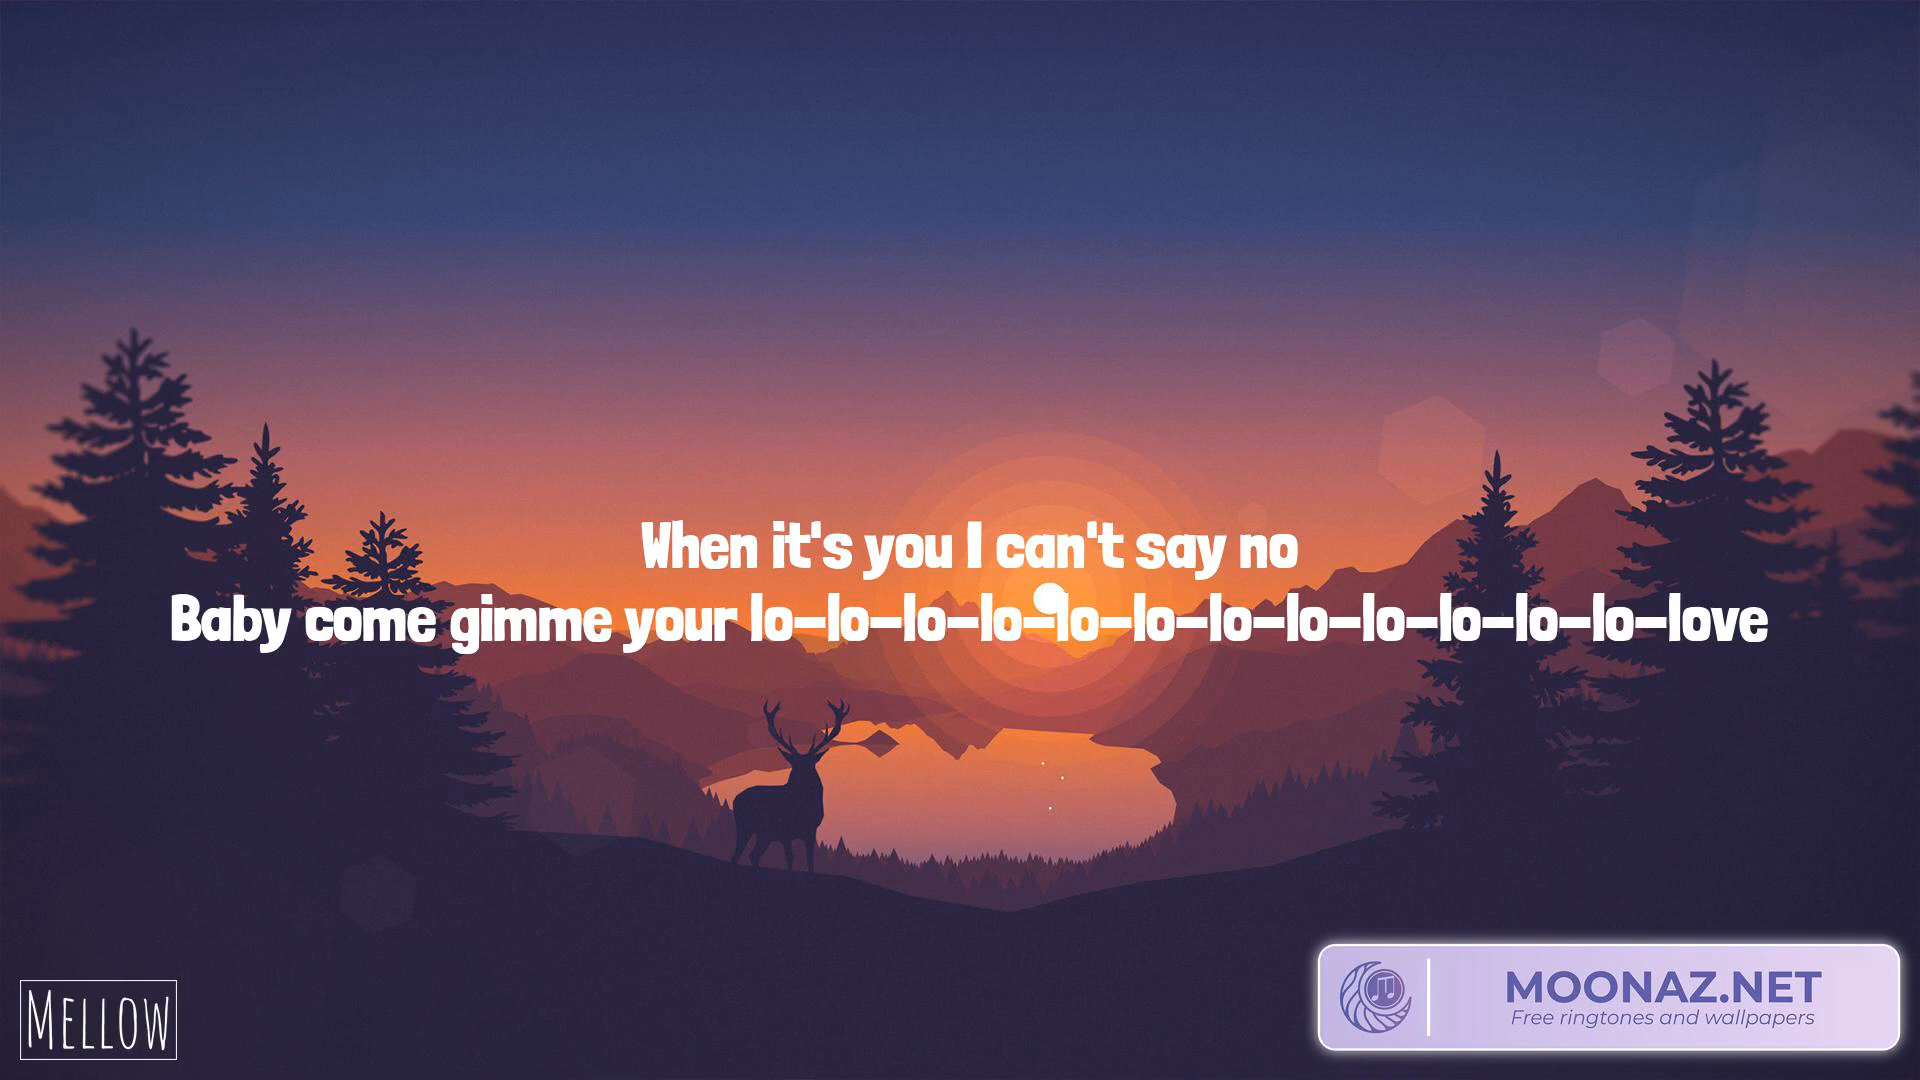 When it's you I can't say no
Baby come gimme your lo-lo-lo-lo-lo-lo-lo-lo-lo-lo-lo-lo-love
MELLOW
MOONAZ.NET
Free ringtones and wallpapers